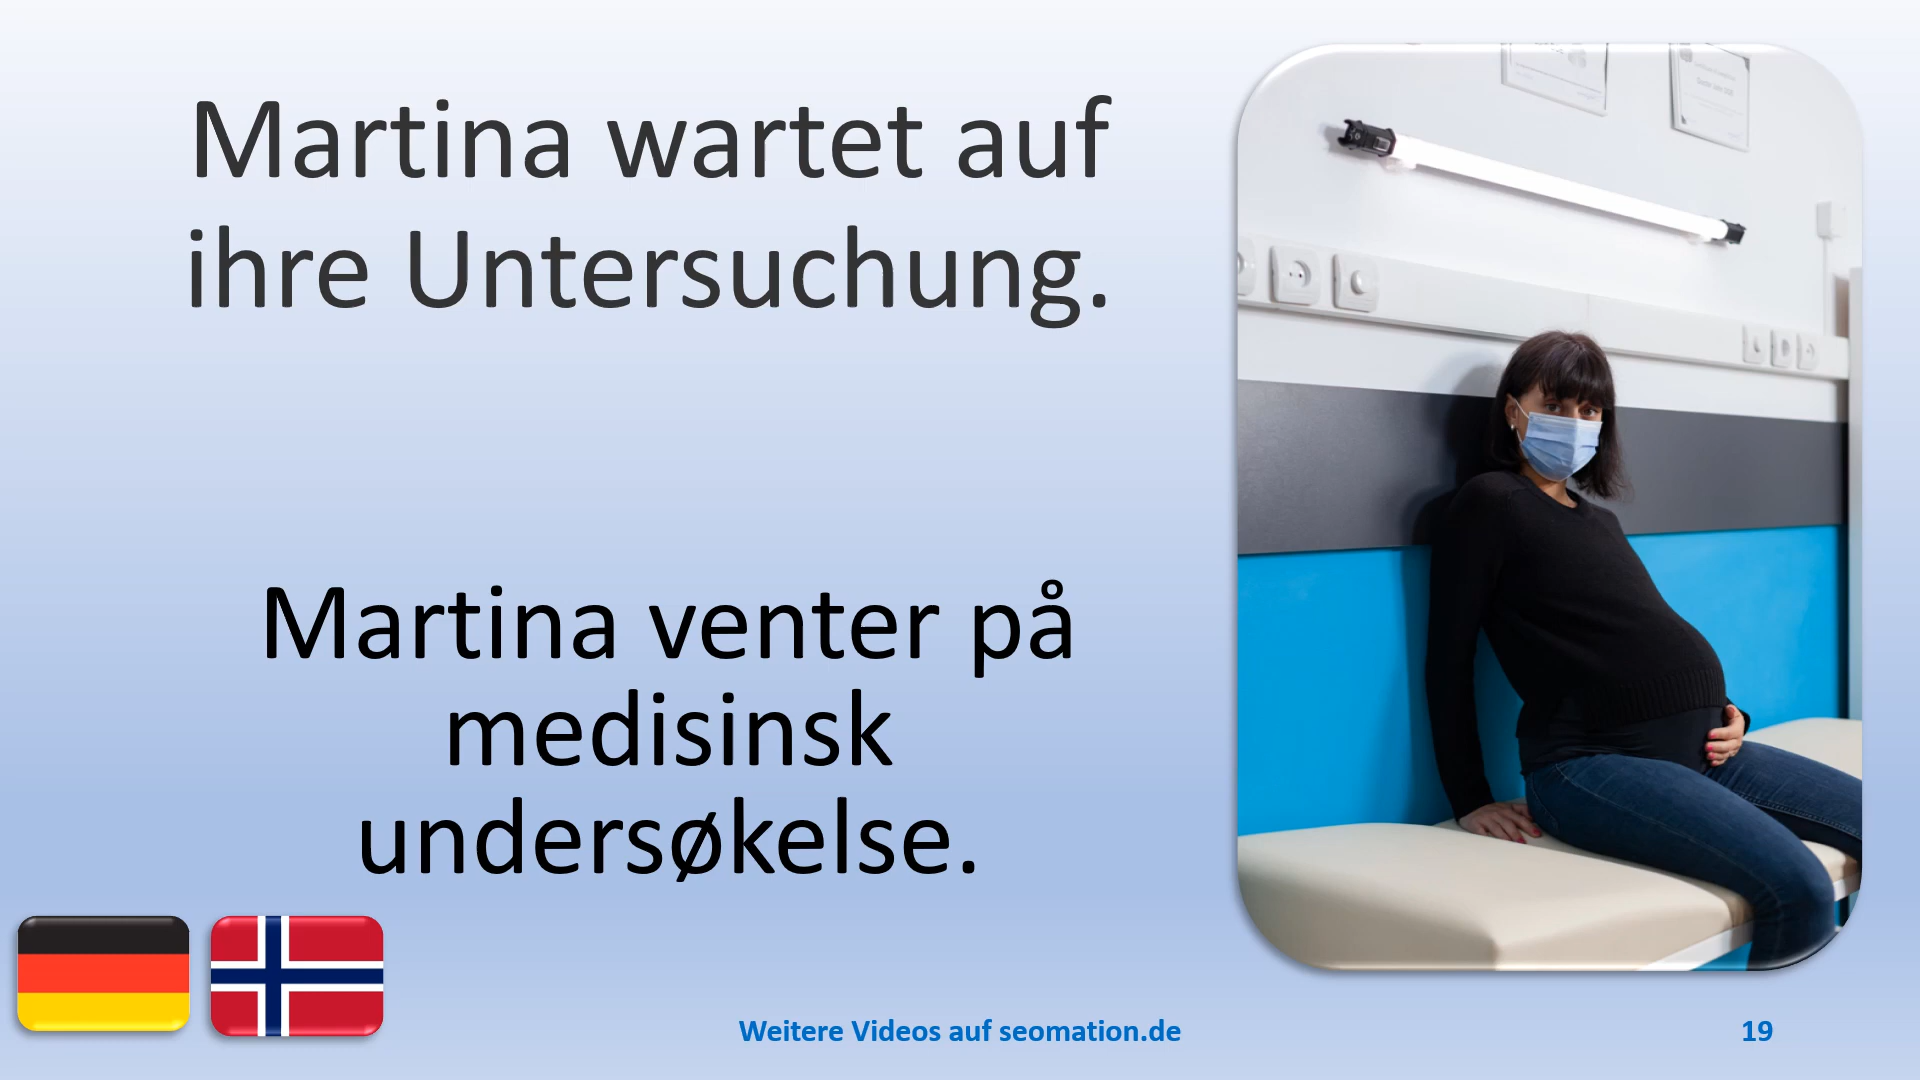 Martina wartet auf
ihre Untersuchung.
Martina venter på
medisinsk
undersøkelse.
Weitere Videos auf seomation.de
19